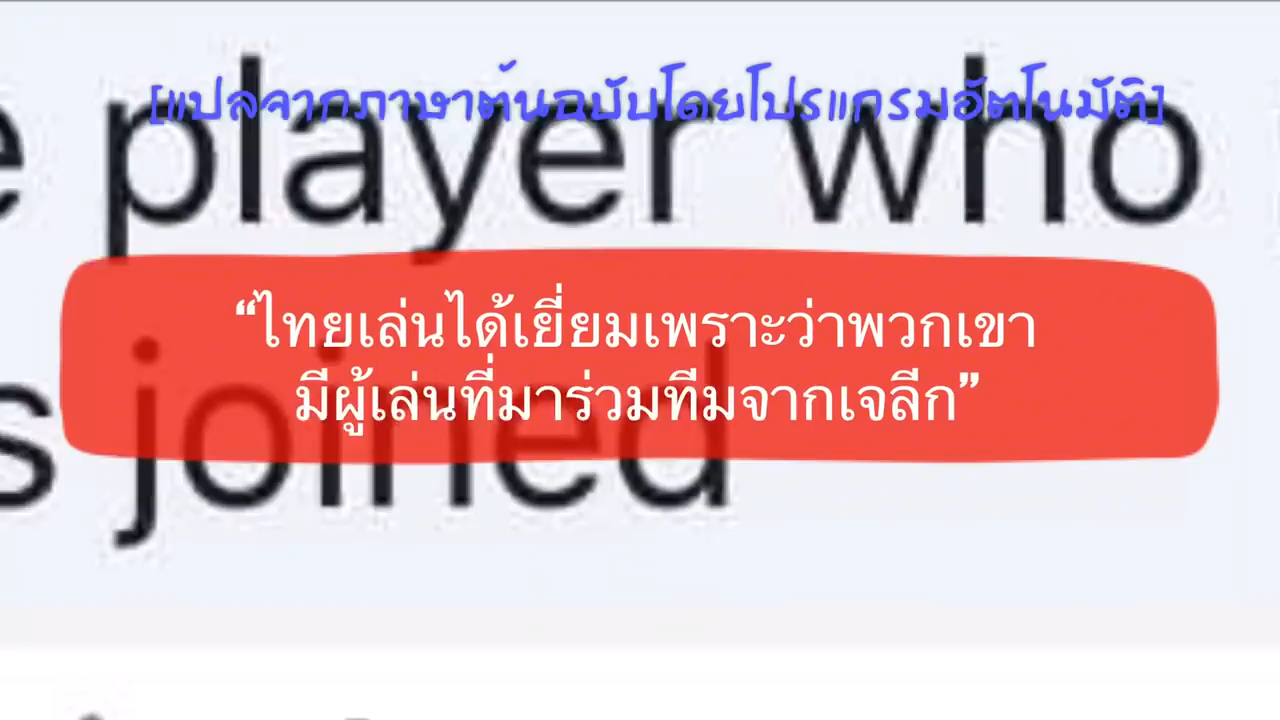 [แปลจากภาษาต้นฉบับโดยโปรแกรมอัตโนมัติ]
player who
“ไทยเล่นได้เยี่ยมเพราะว่าพวกเขา
มีผู้เล่นที่มาร่วมทีมจากเจลีก”
joined